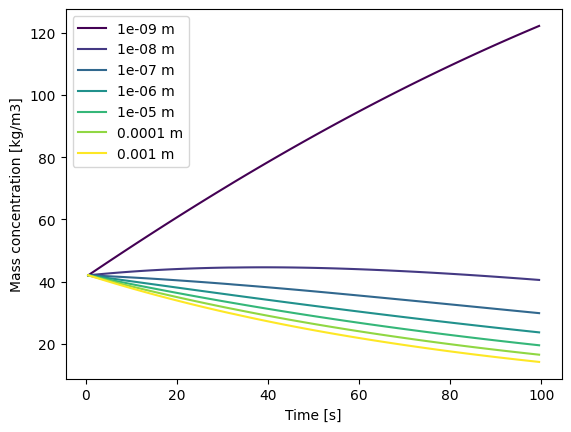 1e-09 m
1e-08 m
1e-07 m
1e-06 m
1e-05 m
0.0001 m
0.001 m
120
100
80
60
40
20
Mass concentration [kg/m3]
0 20 40 60 80 100
Time [s]